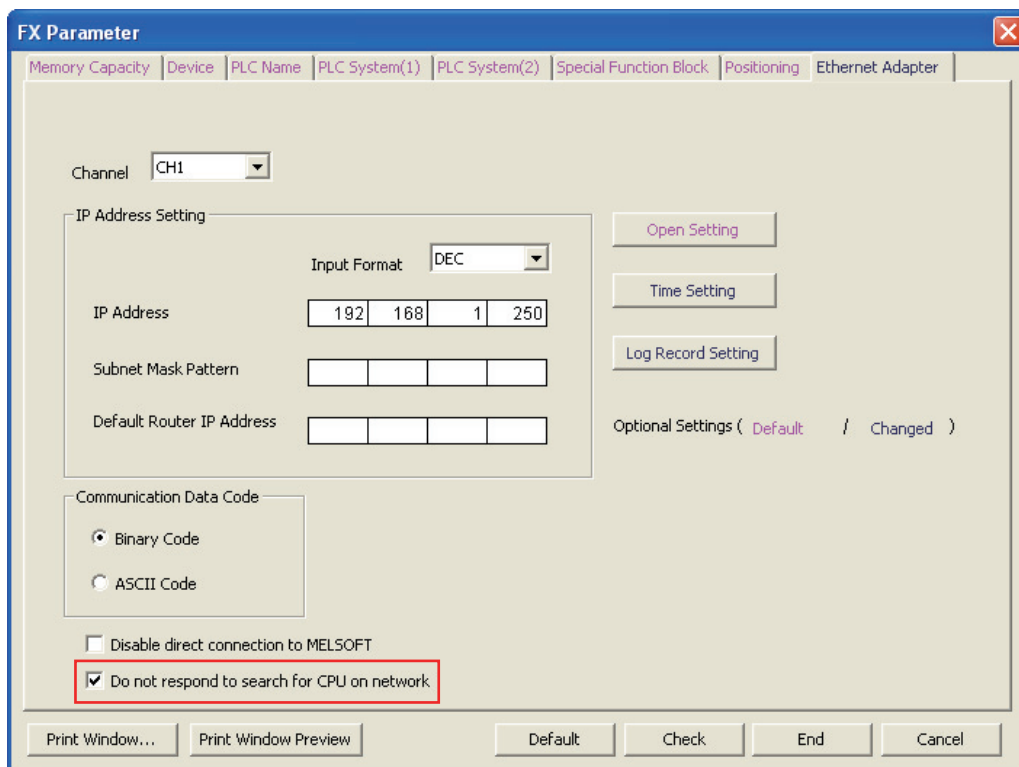 FX Parameter
Memory Capacity Device PLC Name PLC System(1) PLC System(2) Special Function Block Positioning Ethernet Adapter
Channel CH1
IP Address Setting
Input Format DEC
IP Address 192 168 1 250
Subnet Mask Pattern
Default Router IP Address
Open Setting
Time Setting
Log Record Setting
Optional Settings ( Default / Changed )
Communication Data Code
Binary Code
ASCII Code
Disable direct connection to MELSOFT
Do not respond to search for CPU on network
Print Window... Print Window Preview Default Check End Cancel